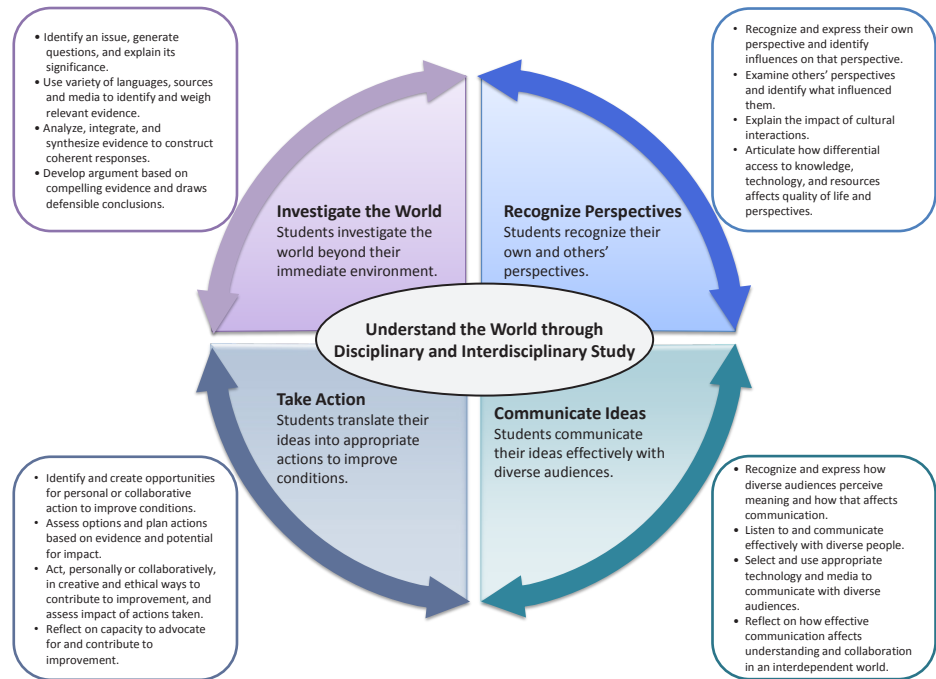 • Identify an issue, generate
questions, and explain its
significance.
• Use variety of languages, sources
and media to identify and weigh
relevant evidence.
• Analyze, integrate, and
synthesize evidence to construct
coherent responses.
• Develop argument based on
compelling evidence and draws
defensible conclusions.
• Recognize and express their own
perspective and identify
influences on that perspective.
• Examine others’ perspectives
and identify what influenced
them.
• Explain the impact of cultural
interactions.
• Articulate how differential
access to knowledge,
technology, and resources
affects quality of life and
perspectives.
Investigate the World
Students investigate the
world beyond their
immediate environment.
Recognize Perspectives
Students recognize their
own and others’
perspectives.
Understand the World through
Disciplinary and Interdisciplinary Study
Take Action
Students translate their
ideas into appropriate
actions to improve
conditions.
Communicate Ideas
Students communicate
their ideas effectively with
diverse audiences.
• Identify and create opportunities
for personal or collaborative
action to improve conditions.
• Assess options and plan actions
based on evidence and potential
for impact.
• Act, personally or collaboratively,
in creative and ethical ways to
contribute to improvement, and
assess impact of actions taken.
• Reflect on capacity to advocate
for and contribute to
improvement.
• Recognize and express how
diverse audiences perceive
meaning and how that affects
communication.
• Listen to and communicate
effectively with diverse people.
• Select and use appropriate
technology and media to
communicate with diverse
audiences.
• Reflect on how effective
communication affects
understanding and collaboration
in an interdependent world.